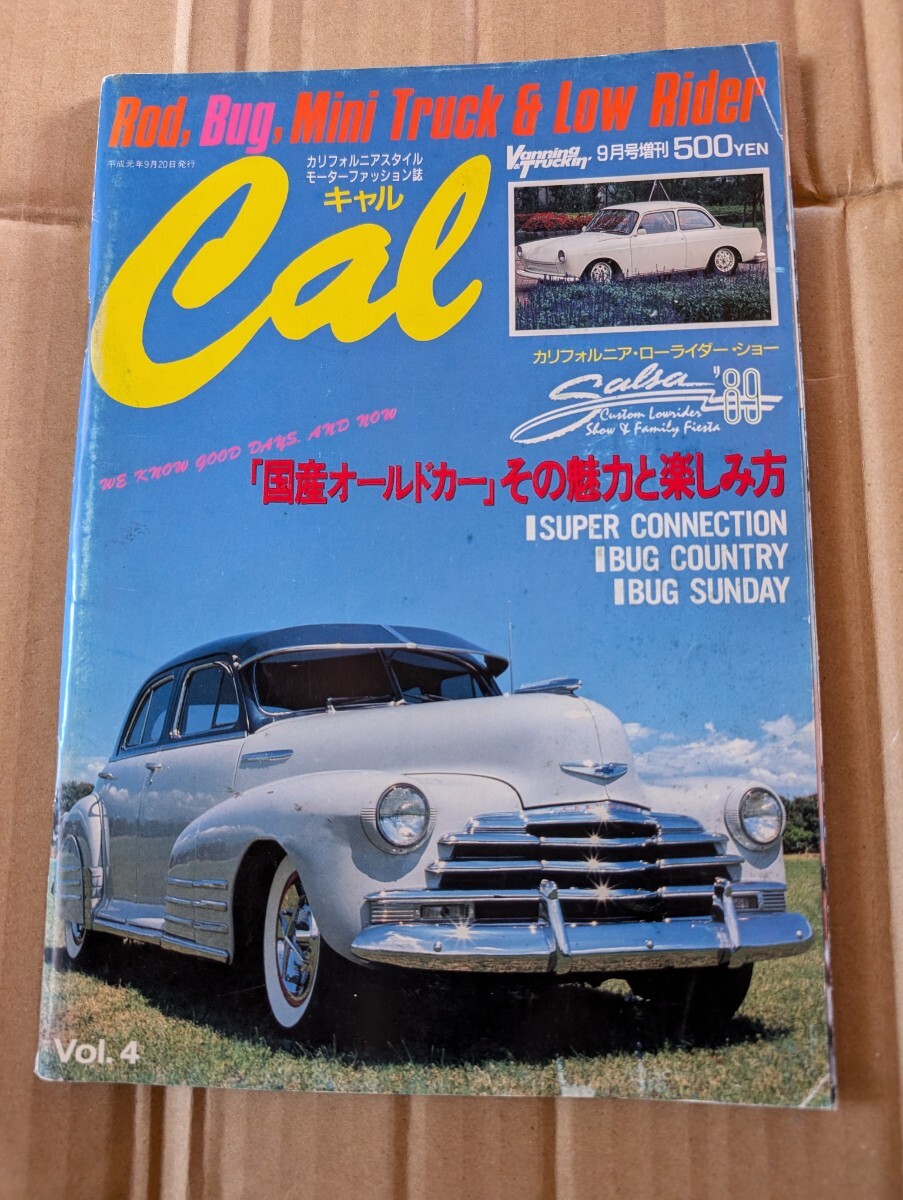 Rod, Bug, Mini Truck & Low Rider
平成元年9月20日発行
カリフォルニアスタイル
モーターファッション誌
キャル
Cal
Vanning & Truckin' 9月号増刊 500YEN
カリフォルニア・ローライダー・ショー
Salsa '89
Custom Lowrider
Show & Family Fiesta
WE KNOW GOOD DAYS. AND NOW
「国産オールドカー」その魅力と楽しみ方
SUPER CONNECTION
BUG COUNTRY
BUG SUNDAY
Vol. 4